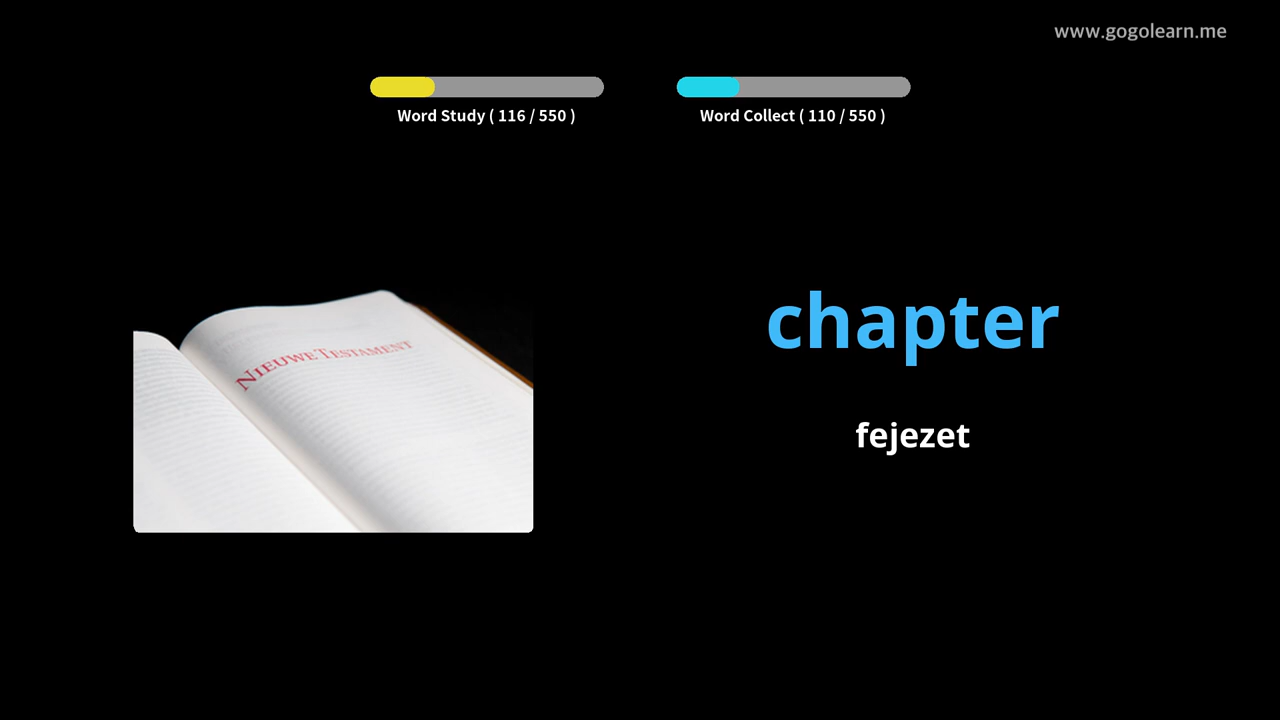 www.gogolearn.me
Word Study ( 116 / 550 )
Word Collect ( 110 / 550 )
NIEUWE TESTAMENT
chapter
fejezet